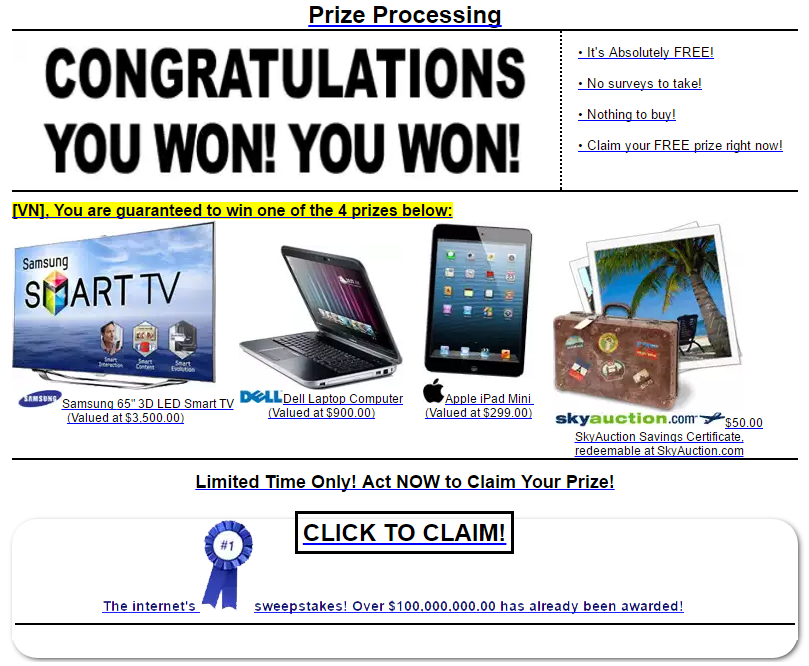 Prize Processing
CONGRATULATIONS
YOU WON! YOU WON!
• It's Absolutely FREE!
• No surveys to take!
• Nothing to buy!
• Claim your FREE prize right now!
[VN], You are guaranteed to win one of the 4 prizes below:
Samsung
SMART TV
Smart Interaction
Smart Content
Smart Evolution
SAMSUNG Samsung 65" 3D LED Smart TV
(Valued at $3,500.00)
DELL Dell Laptop Computer
(Valued at $900.00)
Apple iPad Mini
(Valued at $299.00)
skyauction.com $50.00
SkyAuction Savings Certificate,
redeemable at SkyAuction.com
Limited Time Only! Act NOW to Claim Your Prize!
CLICK TO CLAIM!
The internet's #1 sweepstakes! Over $100,000,000.00 has already been awarded!